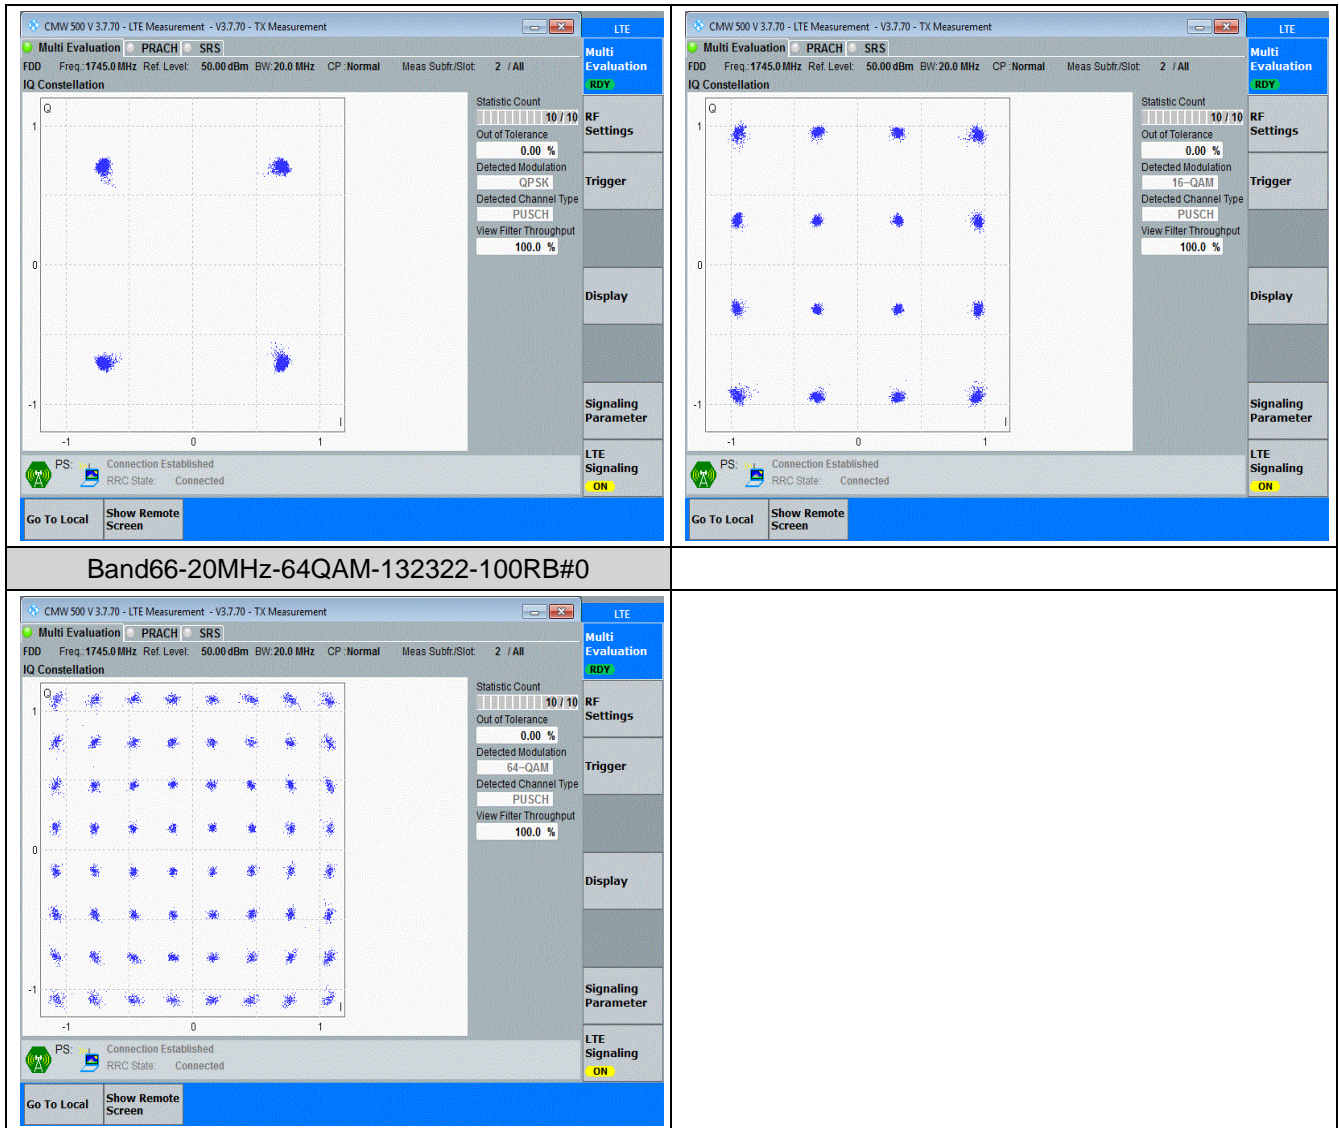 CMW 500 V 3.7.70 - LTE Measurement - V3.7.70 - TX Measurement
LTE
Multi Evaluation PRACH SRS
Multi
Evaluation
RDY
FDD Freq.:1745.0 MHz Ref. Level: 50.00 dBm BW:20.0 MHz CP :Normal Meas Subfr./Slot: 2 / All
IQ Constellation
Q
1
0
-1
-1
0
1
I
Statistic Count
10 / 10
Out of Tolerance
0.00 %
Detected Modulation
QPSK
Detected Channel Type
PUSCH
View Filter Throughput
100.0 %
RF
Settings
Trigger
Display
Signaling
Parameter
LTE
Signaling
ON
PS:
Connection Established
RRC State: Connected
Go To Local
Show Remote
Screen
CMW 500 V 3.7.70 - LTE Measurement - V3.7.70 - TX Measurement
LTE
Multi Evaluation PRACH SRS
Multi
Evaluation
RDY
FDD Freq.:1745.0 MHz Ref. Level: 50.00 dBm BW:20.0 MHz CP :Normal Meas Subfr./Slot: 2 / All
IQ Constellation
Q
1
0
-1
-1
0
1
I
Statistic Count
10 / 10
Out of Tolerance
0.00 %
Detected Modulation
16-QAM
Detected Channel Type
PUSCH
View Filter Throughput
100.0 %
RF
Settings
Trigger
Display
Signaling
Parameter
LTE
Signaling
ON
PS:
Connection Established
RRC State: Connected
Go To Local
Show Remote
Screen
Band66-20MHz-64QAM-132322-100RB#0
CMW 500 V 3.7.70 - LTE Measurement - V3.7.70 - TX Measurement
LTE
Multi Evaluation PRACH SRS
Multi
Evaluation
RDY
FDD Freq.:1745.0 MHz Ref. Level: 50.00 dBm BW:20.0 MHz CP :Normal Meas Subfr./Slot: 2 / All
IQ Constellation
Q
1
0
-1
-1
0
1
I
Statistic Count
10 / 10
Out of Tolerance
0.00 %
Detected Modulation
64-QAM
Detected Channel Type
PUSCH
View Filter Throughput
100.0 %
RF
Settings
Trigger
Display
Signaling
Parameter
LTE
Signaling
ON
PS:
Connection Established
RRC State: Connected
Go To Local
Show Remote
Screen